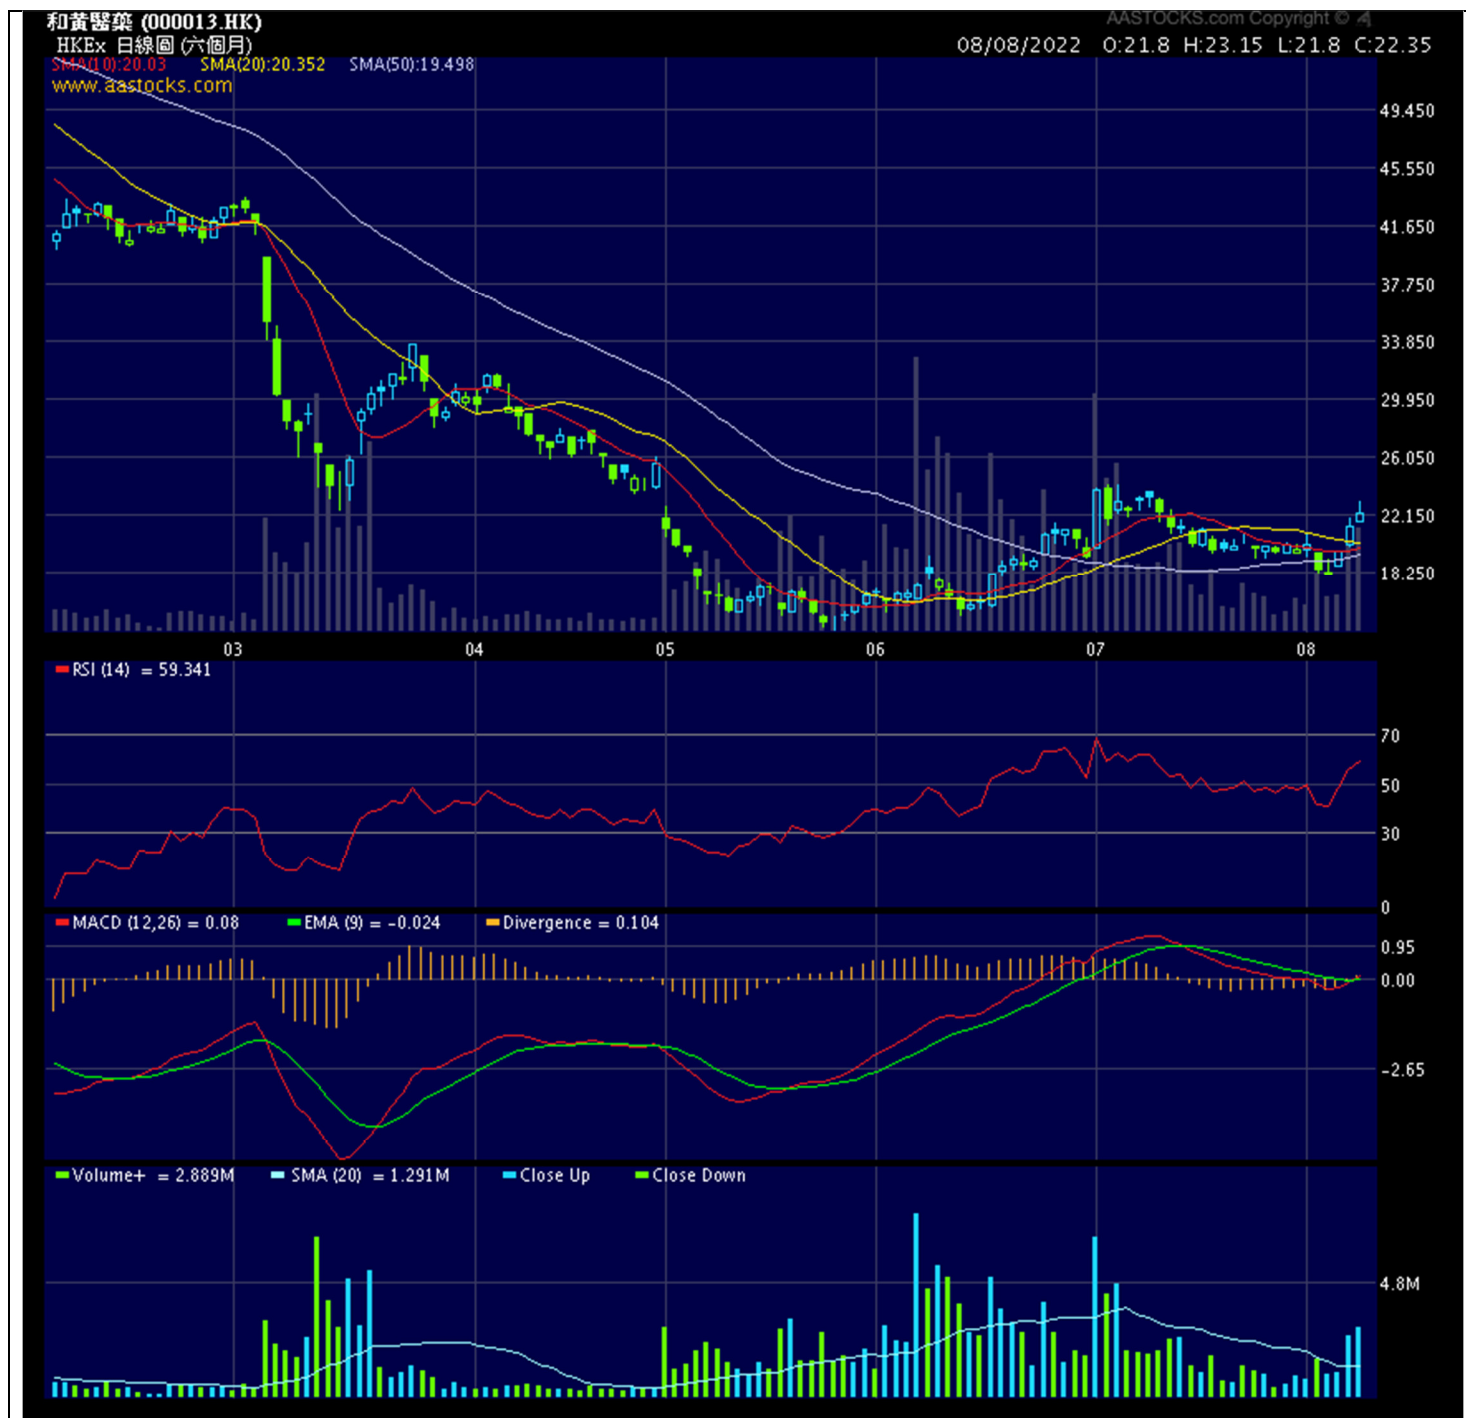 和黃醫藥 (000013.HK)
AASTOCKS.com Copyright ©
HKEx 日線圖 (六個月)
08/08/2022 O:21.8 H:23.15 L:21.8 C:22.35
SMA(10):20.03 SMA(20):20.352 SMA(50):19.498
www.aastocks.com
49.450
45.550
41.650
37.750
33.850
29.950
26.050
22.150
18.250
03 04 05 06 07 08
RSI (14) = 59.341
70
50
30
0
MACD (12,26) = 0.08 EMA (9) = -0.024 Divergence = 0.104
0.95
0.00
-2.65
Volume+ = 2.889M SMA (20) = 1.291M Close Up Close Down
4.8M